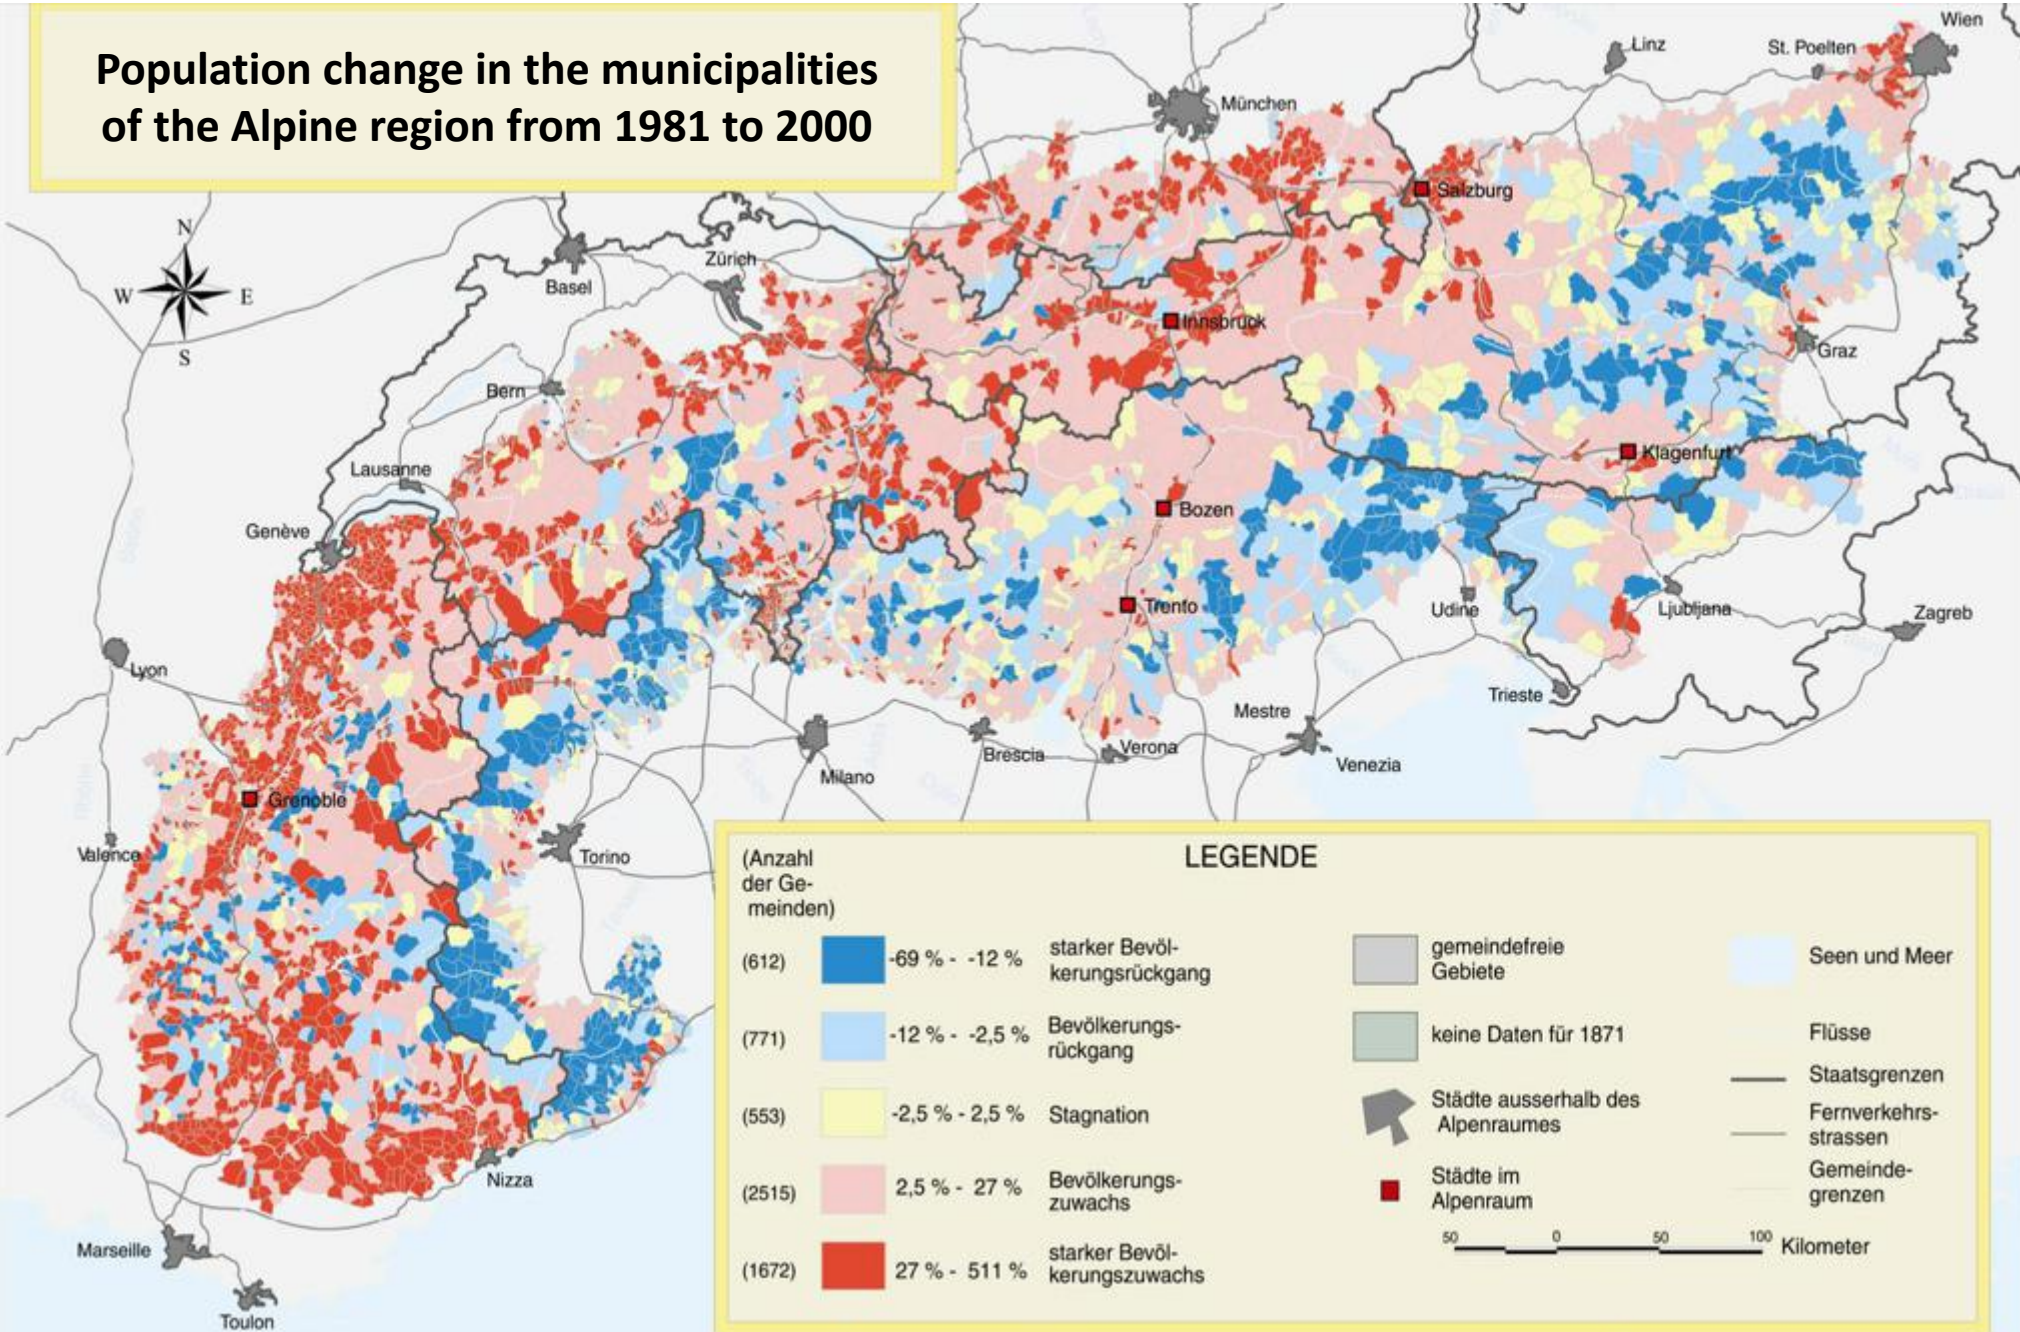 Population change in the municipalities
of the Alpine region from 1981 to 2000
N
W
E
S
Wien
Linz
St. Poelten
München
Salzburg
Zürich
Basel
Innsbruck
Graz
Bern
Klagenfurt
Lausanne
Bozen
Genève
Trento
Udine
Ljubljana
Zagreb
Lyon
Trieste
Mestre
Brescia
Verona
Venezia
Milano
Grenoble
Valence
Torino
Nizza
Marseille
Toulon
LEGENDE
(Anzahl
der Ge-
meinden)
(612)
-69 % - -12 %
starker Bevöl-
kerungsrückgang
(771)
-12 % - -2,5 %
Bevölkerungs-
rückgang
(553)
-2,5 % - 2,5 %
Stagnation
(2515)
2,5 % - 27 %
Bevölkerungs-
zuwachs
(1672)
27 % - 511 %
starker Bevöl-
kerungszuwachs
gemeindefreie
Gebiete
keine Daten für 1871
Städte ausserhalb des
Alpenraumes
Städte im
Alpenraum
Seen und Meer
Flüsse
Staatsgrenzen
Fernverkehrs-
strassen
Gemeinde-
grenzen
50 0 50 100 Kilometer